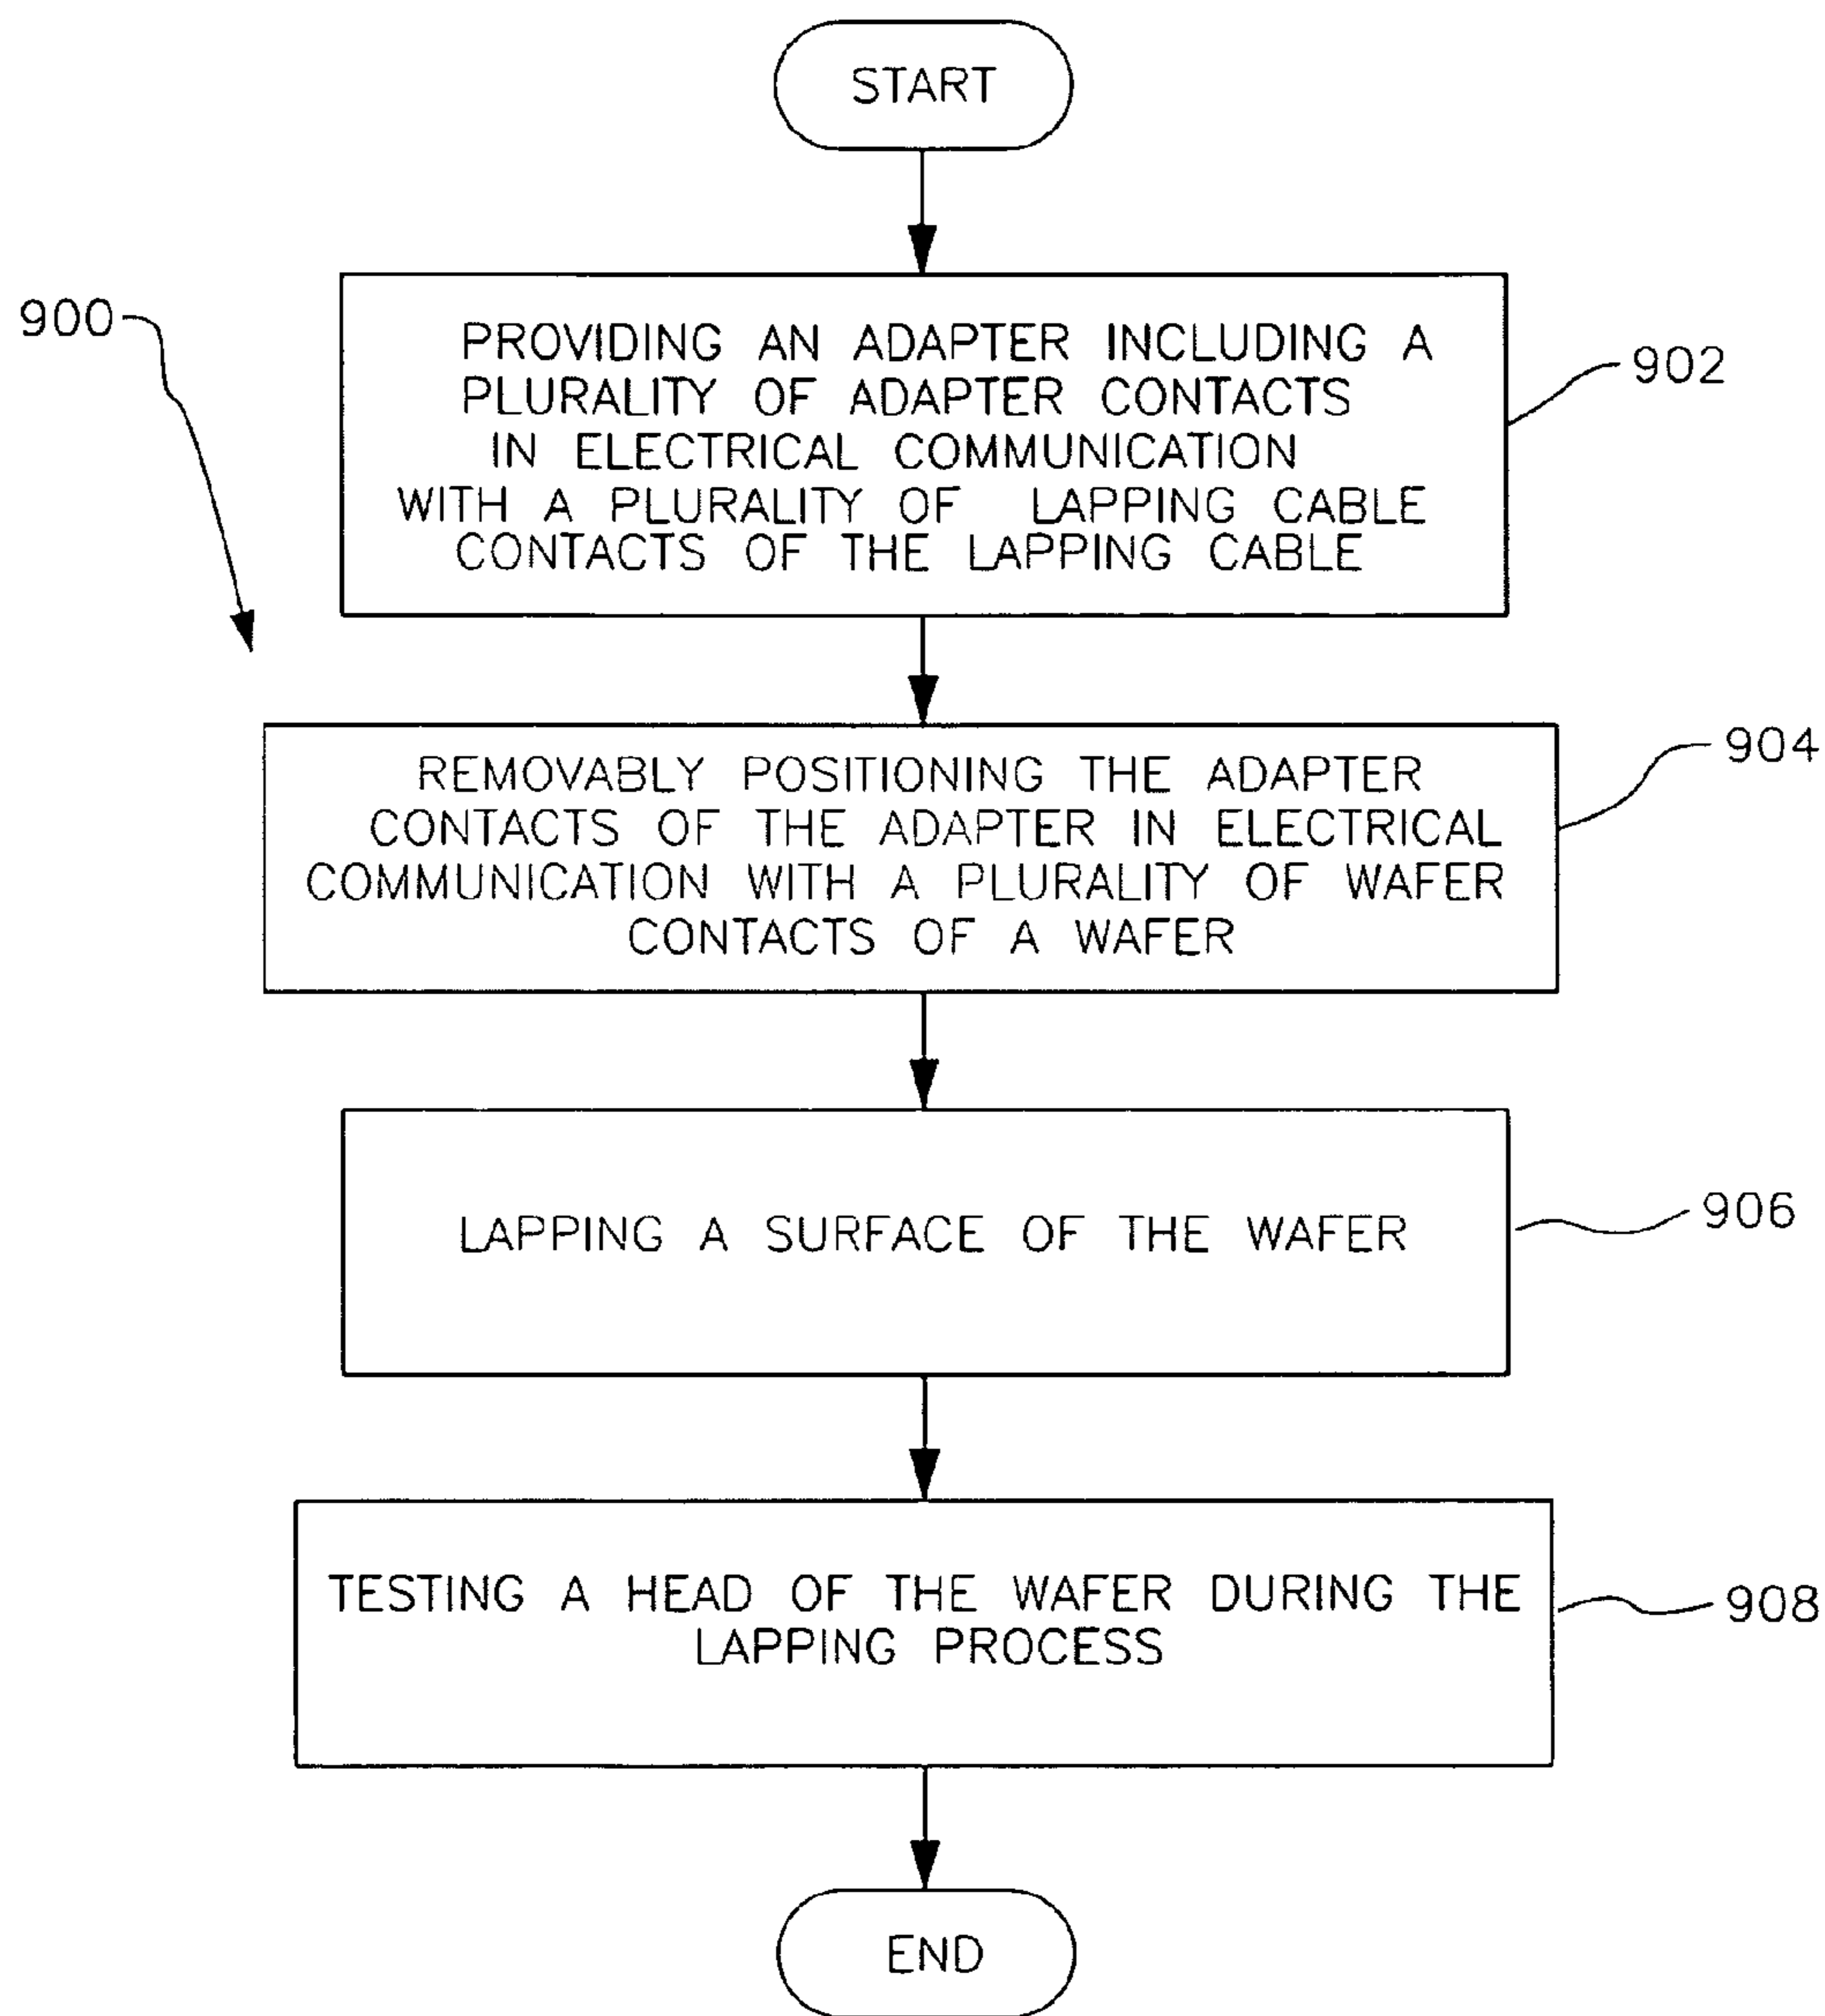 START
900
PROVIDING AN ADAPTER INCLUDING A
PLURALITY OF ADAPTER CONTACTS
IN ELECTRICAL COMMUNICATION
WITH A PLURALITY OF LAPPING CABLE
CONTACTS OF THE LAPPING CABLE
902
REMOVABLY POSITIONING THE ADAPTER
CONTACTS OF THE ADAPTER IN ELECTRICAL
COMMUNICATION WITH A PLURALITY OF WAFER
CONTACTS OF A WAFER
904
LAPPING A SURFACE OF THE WAFER
906
TESTING A HEAD OF THE WAFER DURING THE
LAPPING PROCESS
908
END